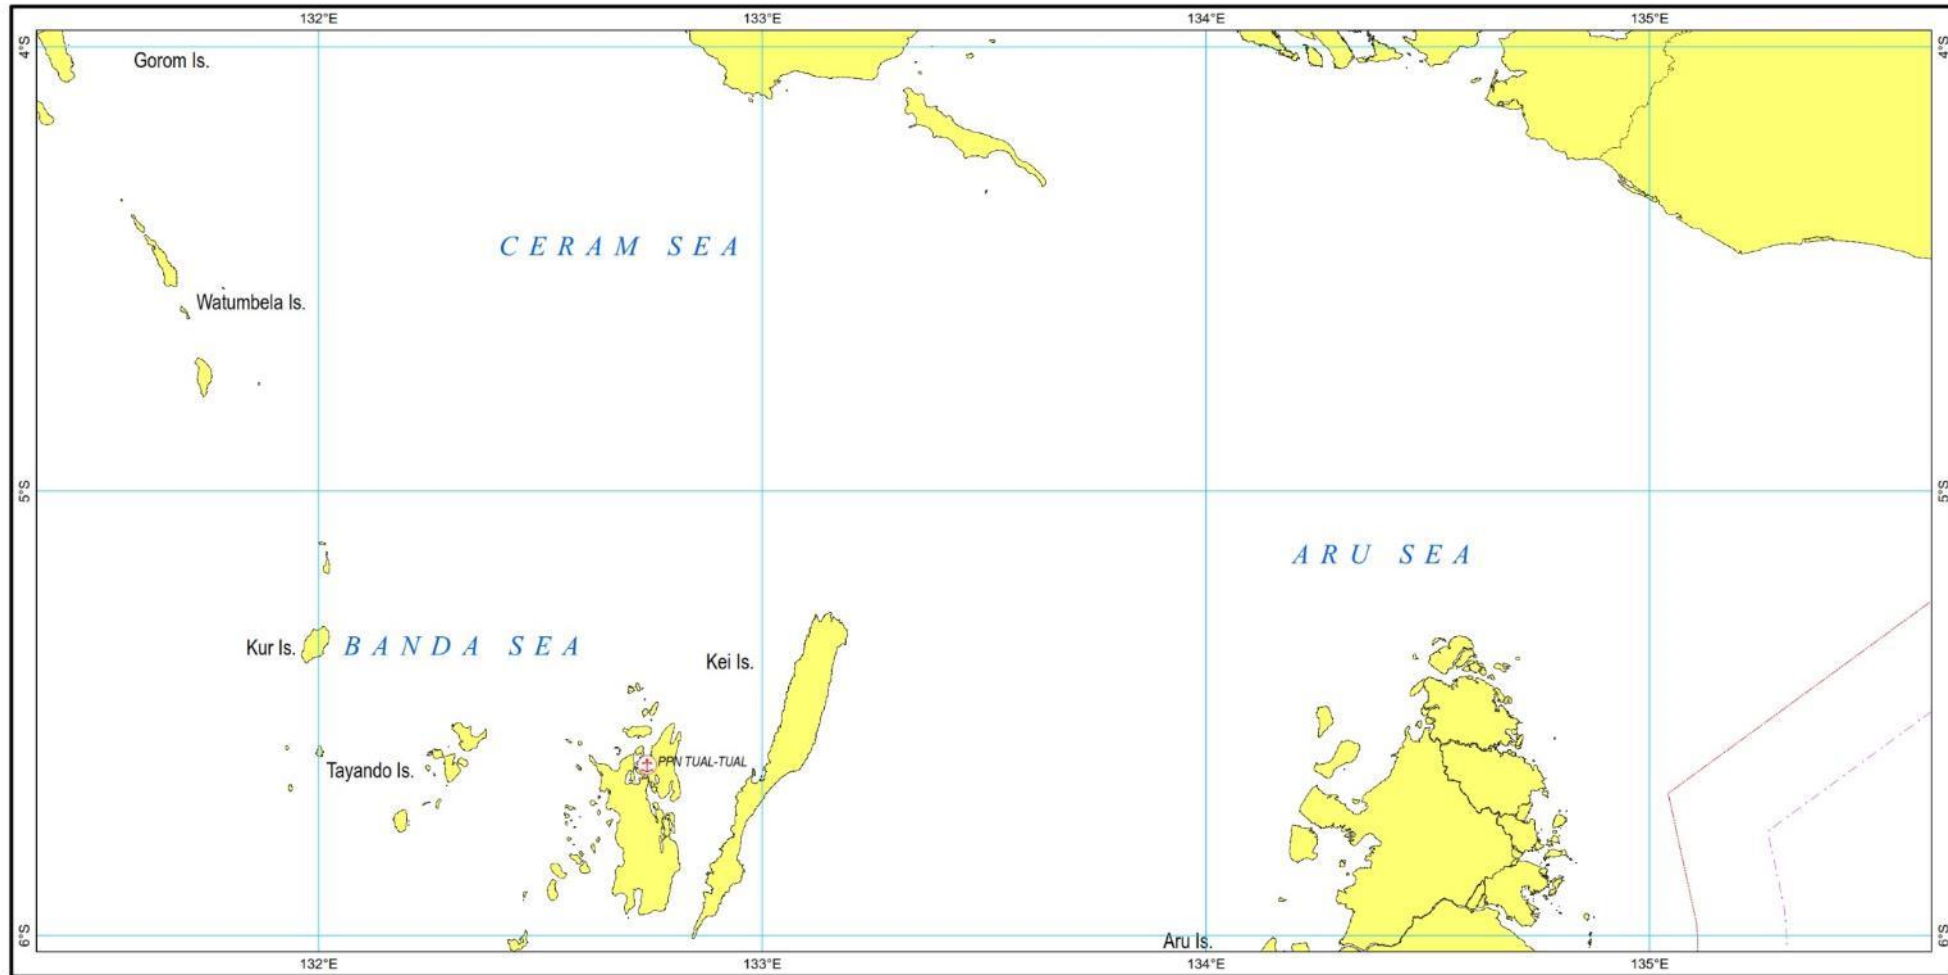 132°E
133°E
134°E
135°E
4°S
4°S
Gorom Is.
CERAM SEA
Watumbela Is.
5°S
5°S
ARU SEA
Kur Is.
BANDA SEA
Kei Is.
PPN TUAL-TUAL
Tayando Is.
6°S
6°S
Aru Is.
132°E
133°E
134°E
135°E